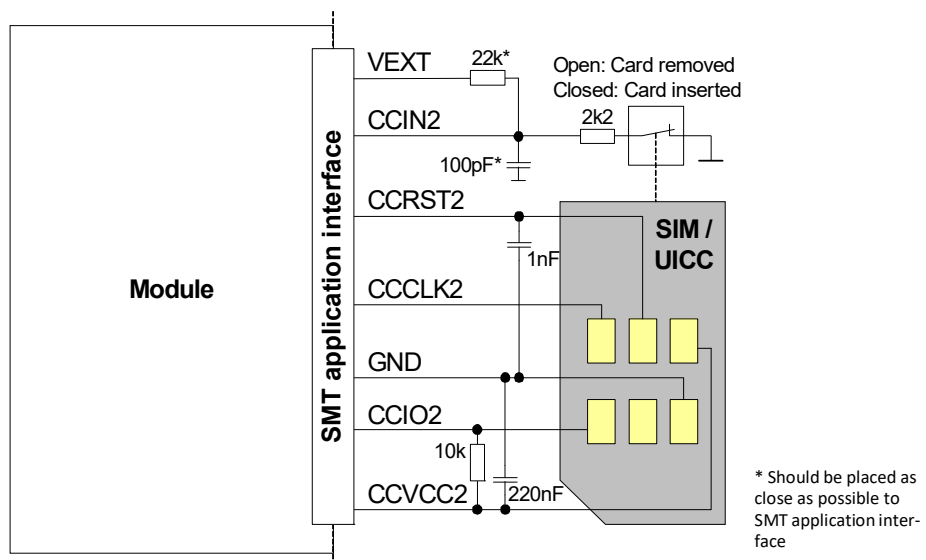 VEXT
22k*
Open: Card removed
Closed: Card inserted
CCIN2
2k2
100pF*
CCRST2
SIM /
UICC
1nF
Module
SMT application interface
CCCLK2
GND
CCIO2
10k
CCVCC2
220nF
* Should be placed as
close as possible to
SMT application inter-
face